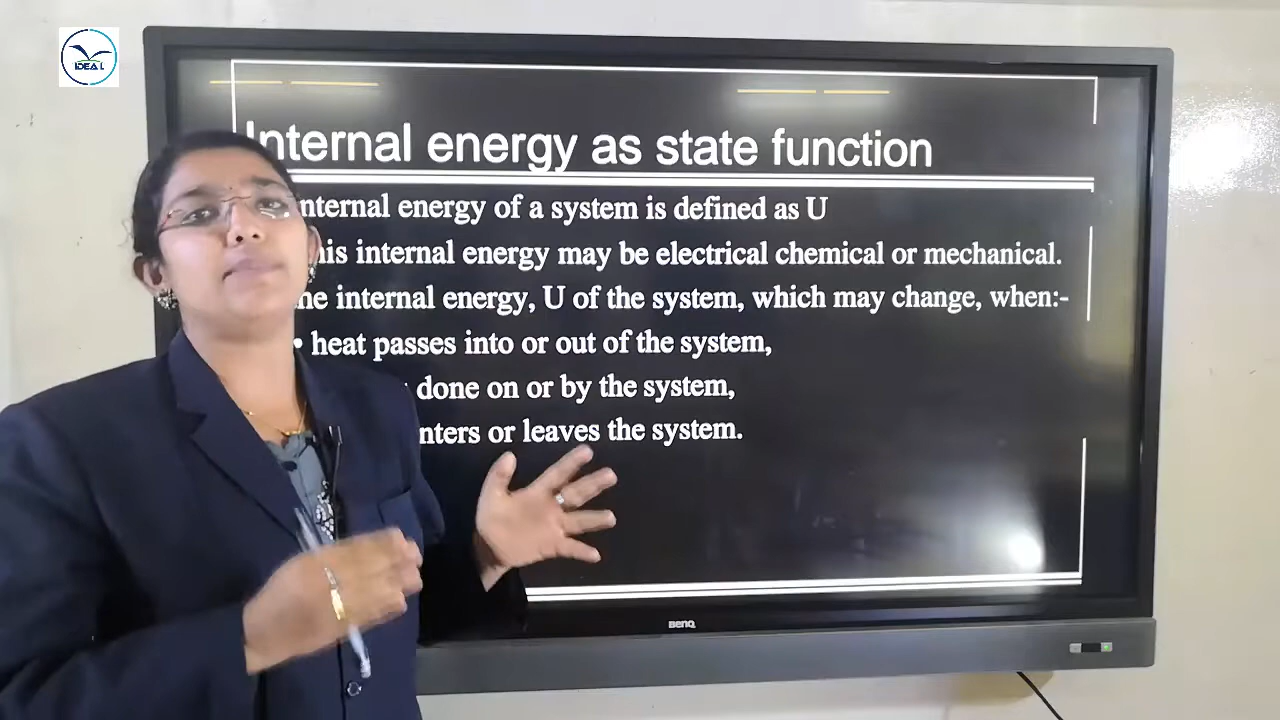 IDEAL
Internal energy as state function
nternal energy of a system is defined as U
his internal energy may be electrical chemical or mechanical.
he internal energy, U of the system, which may change, when:-
• heat passes into or out of the system,
done on or by the system,
nters or leaves the system.
BenQ